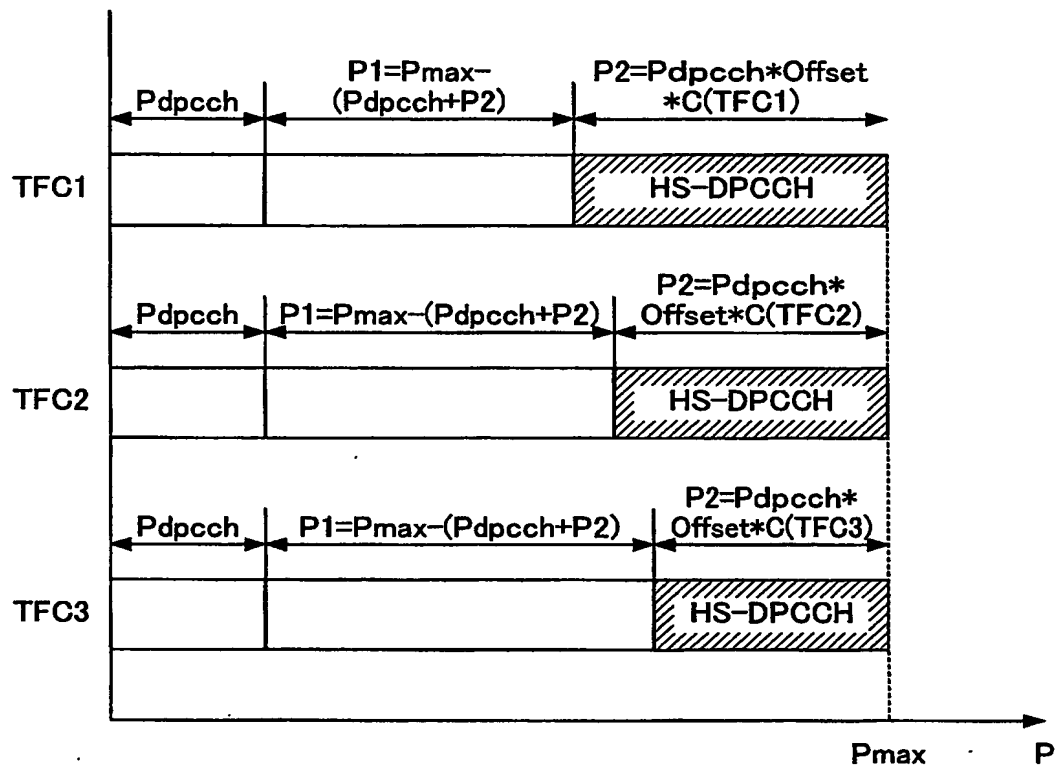 Pdpcch
P1=Pmax-
(Pdpcch+P2)
P2=Pdpcch*Offset
*C(TFC1)
TFC1
HS-DPCCH
Pdpcch
P1=Pmax-(Pdpcch+P2)
P2=Pdpcch*
Offset*C(TFC2)
TFC2
HS-DPCCH
Pdpcch
P1=Pmax-(Pdpcch+P2)
P2=Pdpcch*
Offset*C(TFC3)
TFC3
HS-DPCCH
Pmax
P